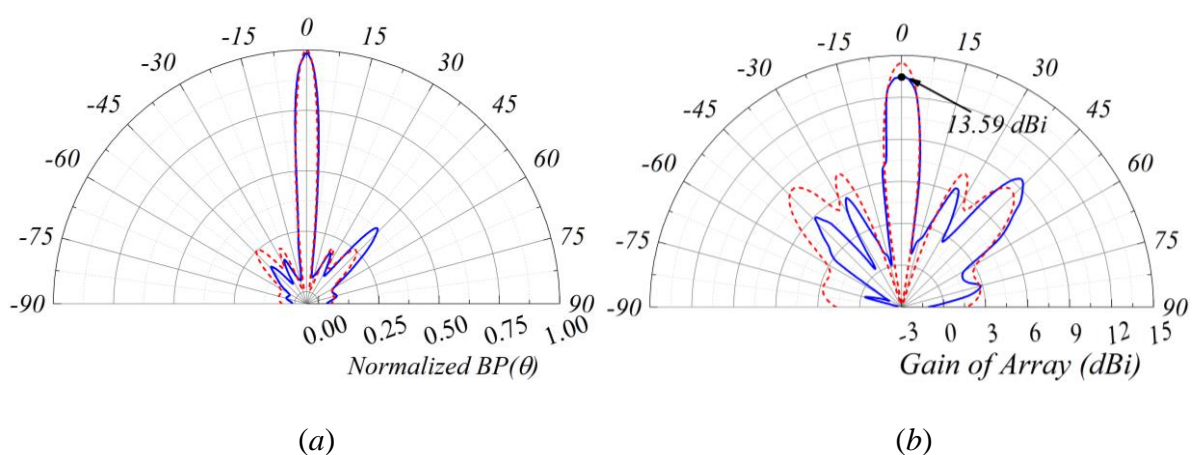 0 0
-15 15 -15 15
-30 30 -30 30
-45 45 -45 45
-60 60 -60 60
-75 75 -75 75
-90 90 -90 90
13.59 dBi
0.00 0.25 0.50 0.75 1.00
-3 0 3 6 9 12 15
Normalized BP(θ)
Gain of Array (dBi)
(a) (b)